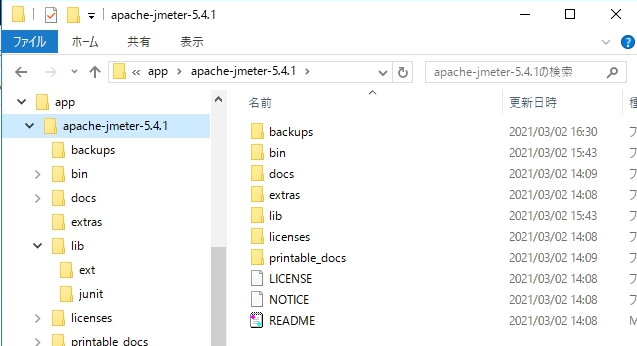 apache-jmeter-5.4.1
ファイル ホーム 共有 表示
« app > apache-jmeter-5.4.1 > apache-jmeter-5.4.1の検索
app
apache-jmeter-5.4.1
backups
bin
docs
extras
lib
ext
junit
licenses
printable_docs
名前 更新日時 種
backups 2021/03/02 16:30 フ
bin 2021/03/02 15:43 フ
docs 2021/03/02 14:09 フ
extras 2021/03/02 14:08 フ
lib 2021/03/02 15:43 フ
licenses 2021/03/02 14:08 フ
printable_docs 2021/03/02 14:09 フ
LICENSE 2021/03/02 14:08 フ
NOTICE 2021/03/02 14:08 フ
README 2021/03/02 14:08 M